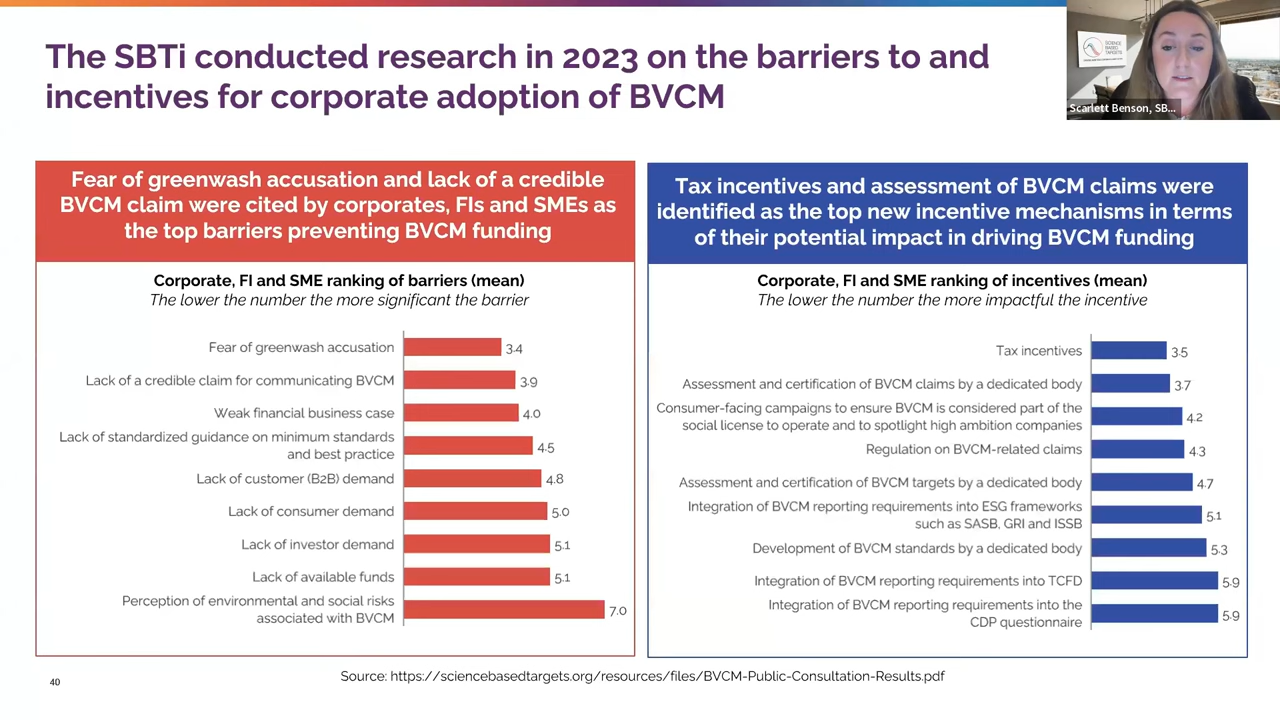 The SBTi conducted research in 2023 on the barriers to and
incentives for corporate adoption of BVCM
SCIENCE
BASED
TARGETS
Scarlett Benson, SB...
Fear of greenwash accusation and lack of a credible
BVCM claim were cited by corporates, FIs and SMEs as
the top barriers preventing BVCM funding
Corporate, FI and SME ranking of barriers (mean)
The lower the number the more significant the barrier
Fear of greenwash accusation 3.4
Lack of a credible claim for communicating BVCM 3.9
Weak financial business case 4.0
Lack of standardized guidance on minimum standards
and best practice 4.5
Lack of customer (B2B) demand 4.8
Lack of consumer demand 5.0
Lack of investor demand 5.1
Lack of available funds 5.1
Perception of environmental and social risks
associated with BVCM 7.0
Tax incentives and assessment of BVCM claims were
identified as the top new incentive mechanisms in terms
of their potential impact in driving BVCM funding
Corporate, FI and SME ranking of incentives (mean)
The lower the number the more impactful the incentive
Tax incentives 3.5
Assessment and certification of BVCM claims by a dedicated body 3.7
Consumer-facing campaigns to ensure BVCM is considered part of the
social license to operate and to spotlight high ambition companies 4.2
Regulation on BVCM-related claims 4.3
Assessment and certification of BVCM targets by a dedicated body 4.7
Integration of BVCM reporting requirements into ESG frameworks
such as SASB, GRI and ISSB 5.1
Development of BVCM standards by a dedicated body 5.3
Integration of BVCM reporting requirements into TCFD 5.9
Integration of BVCM reporting requirements into the
CDP questionnaire 5.9
Source: https://sciencebasedtargets.org/resources/files/BVCM-Public-Consultation-Results.pdf
40